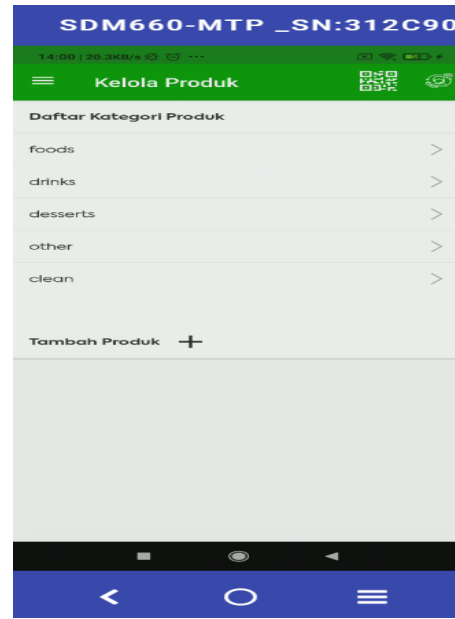 SDM660-MTP _SN:312C90
14:00 | 20.3KB/s
Kelola Produk
Daftar Kategori Produk
foods
drinks
desserts
other
clean
Tambah Produk